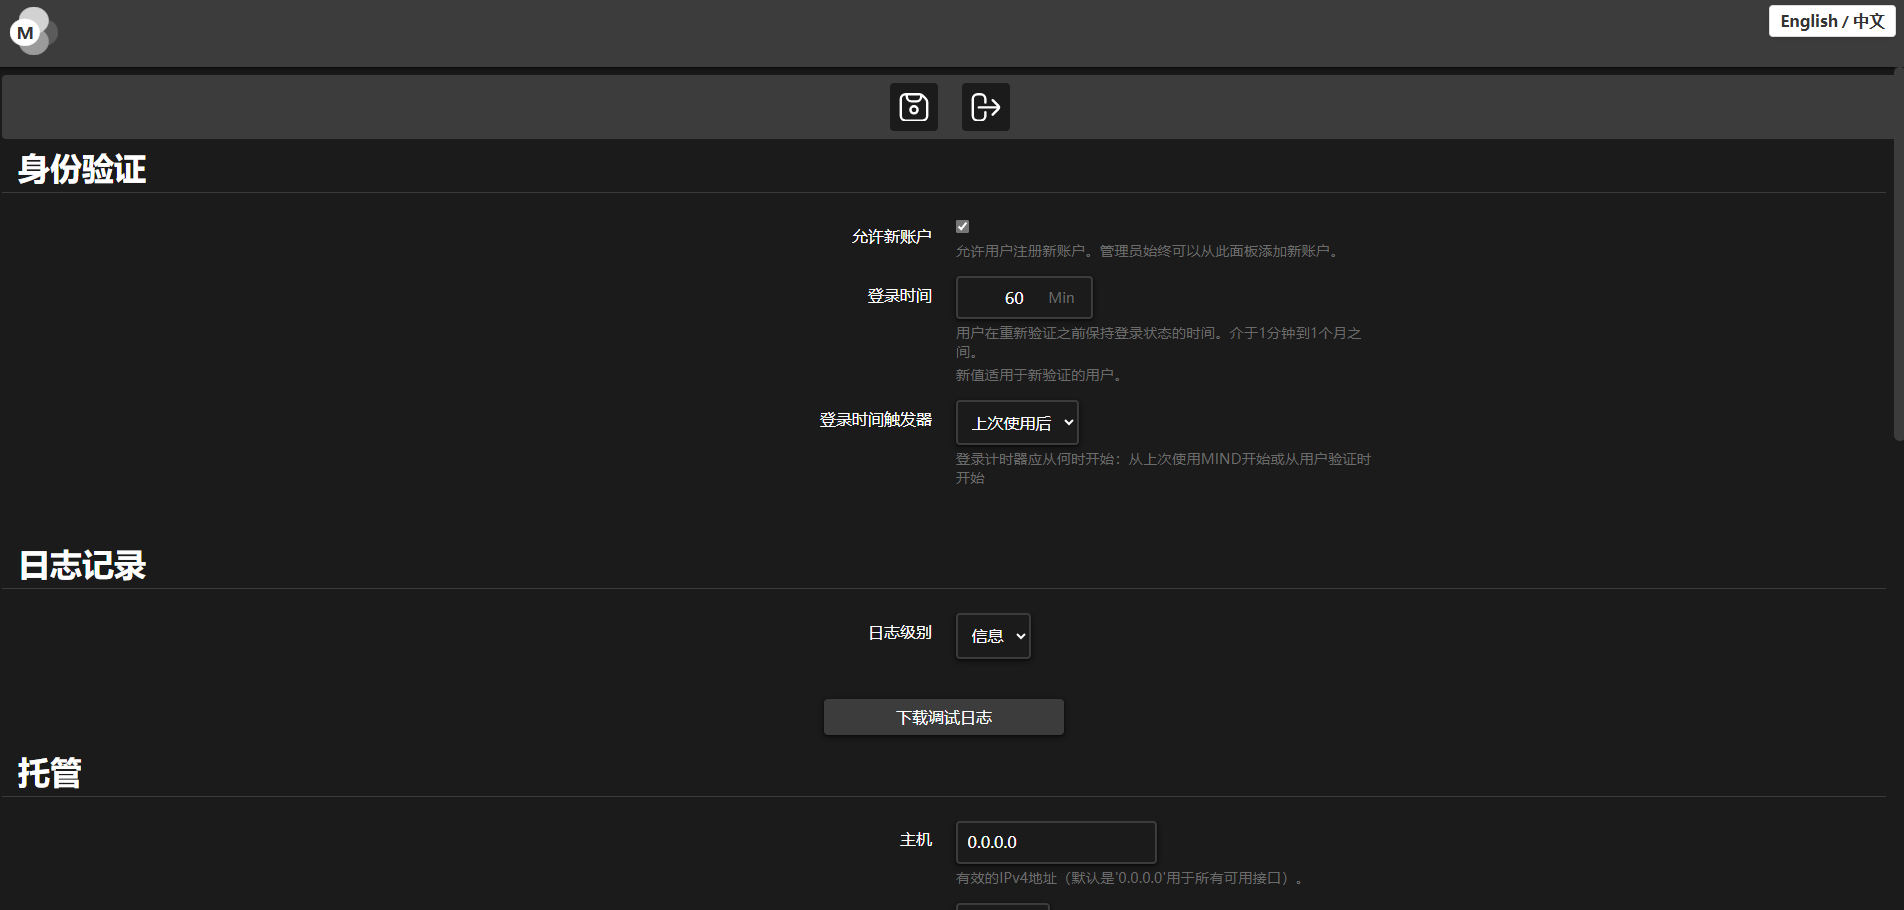 M
English / 中文
身份验证
允许新账户
允许用户注册新账户。管理员始终可以从此面板添加新账户。
登录时间
60 Min
用户在重新验证之前保持登录状态的时间。介于1分钟到1个月之
间。
新值适用于新验证的用户。
登录时间触发器
上次使用后
登录计时器应从何时开始：从上次使用MIND开始或从用户验证时
开始
日志记录
日志级别
信息
下载调试日志
托管
主机
0.0.0.0
有效的IPv4地址（默认是'0.0.0.0'用于所有可用接口）。